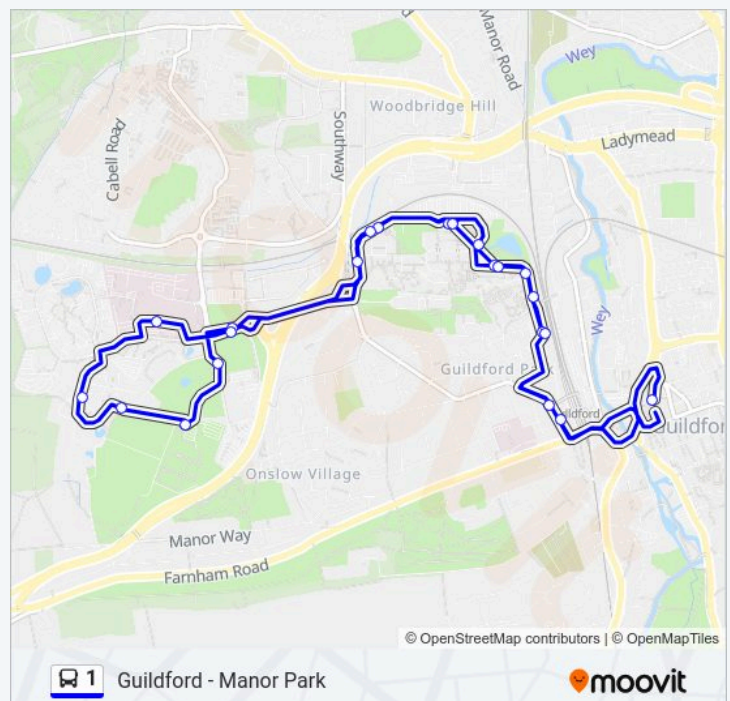 Manor Road
Wey
Woodbridge Hill
Southway
Ladymead
Cabell Road
Wey
Guildford Park
Guildford
Onslow Village
Manor Way
Farnham Road
© OpenStreetMap contributors | © OpenMapTiles
1 Guildford - Manor Park
moovit